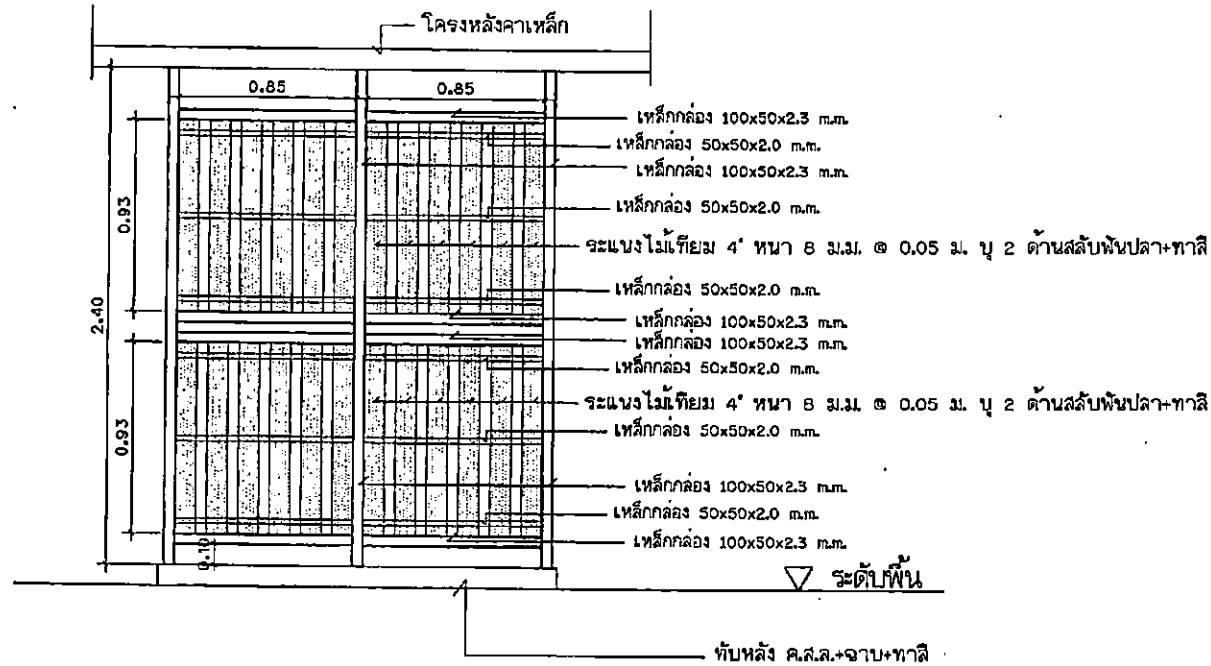 โครงหลังคาเหล็ก
0.85
0.85
เหล็กกล่อง 100x50x2.3 m.m.
เหล็กกล่อง 50x50x2.0 m.m.
เหล็กกล่อง 100x50x2.3 m.m.
0.93
เหล็กกล่อง 50x50x2.0 m.m.
ระแนงไม้เทียม 4" หนา 8 ม.ม. @ 0.05 ม. บุ 2 ด้านสลับฟันปลา+ทาสี
เหล็กกล่อง 50x50x2.0 m.m.
2.40
เหล็กกล่อง 100x50x2.3 m.m.
เหล็กกล่อง 100x50x2.3 m.m.
เหล็กกล่อง 50x50x2.0 m.m.
ระแนงไม้เทียม 4" หนา 8 ม.ม. @ 0.05 ม. บุ 2 ด้านสลับฟันปลา+ทาสี
0.93
เหล็กกล่อง 50x50x2.0 m.m.
เหล็กกล่อง 100x50x2.3 m.m.
เหล็กกล่อง 50x50x2.0 m.m.
เหล็กกล่อง 100x50x2.3 m.m.
0.10
ระดับพื้น
ทับหลัง ค.ส.ล.+ฉาบ+ทาสี